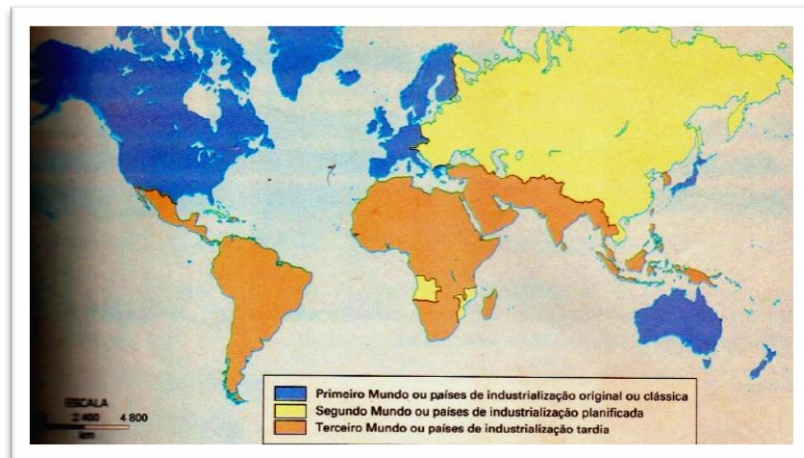 ESCALA
2 400 4 800
km
Primeiro Mundo ou países de industrialização original ou clássica
Segundo Mundo ou países de industrialização planificada
Terceiro Mundo ou países de industrialização tardia